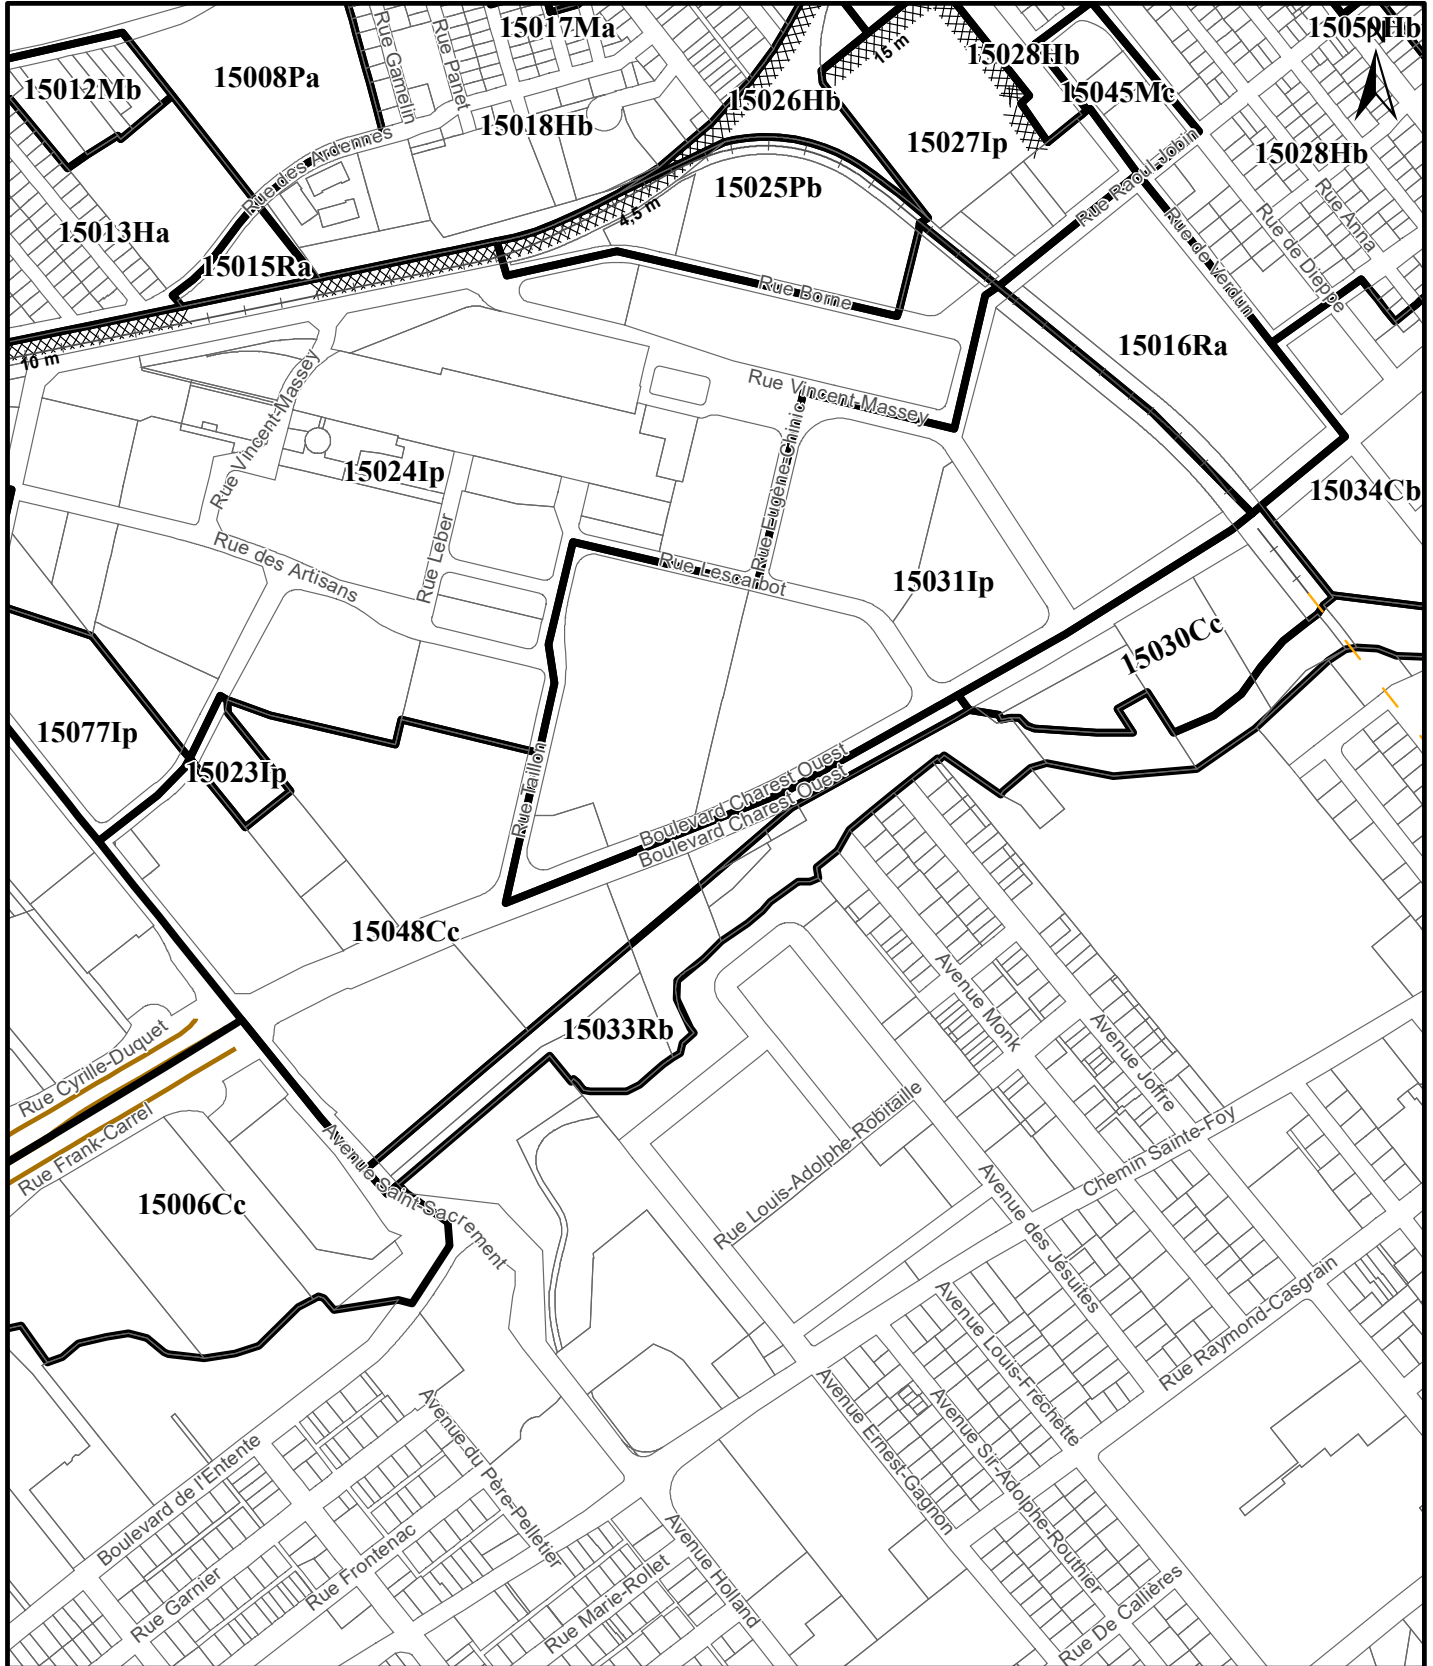 15017Ma
15059Hb
N
15 m
15028Hb
Rue Gamelin
Rue Panet
15008Pa
15012Mb
15026Hb
15045Mc
15018Hb
15027Ip
Rue des Ardennes
15028Hb
Rue Raoul-Jobin
15025Pb
4,5 m
Rue Anna
15013Ha
Rue de Dieppe
Rue de Verdun
15015Ra
Rue Borne
10 m
15016Ra
Rue Vincent-Massey
Rue Vincent-Massey
Rue Eugène-Chinic
15024Ip
15034Cb
Rue Leber
Rue des Artisans
Rue Lescarbot
15031Ip
15030Cc
15077Ip
15023Ip
Rue Taillon
Boulevard Charest Ouest
Boulevard Charest Ouest
15048Cc
Avenue Monk
15033Rb
Avenue Joffre
Rue Cyrille-Duquet
Rue Frank-Carrel
Rue Louis-Adolphe-Robitaille
Chemin Sainte-Foy
Avenue Saint-Sacrement
15006Cc
Avenue des Jésuites
Rue Raymond-Casgrain
Avenue Louis-Fréchette
Avenue Ernest-Gagnon
Avenue Sir-Adolphe-Routhier
Avenue du Père-Pelletier
Boulevard de l'Entente
Rue Frontenac
Rue Garnier
Avenue Holland
Rue Marie-Rollet
Rue De Callières